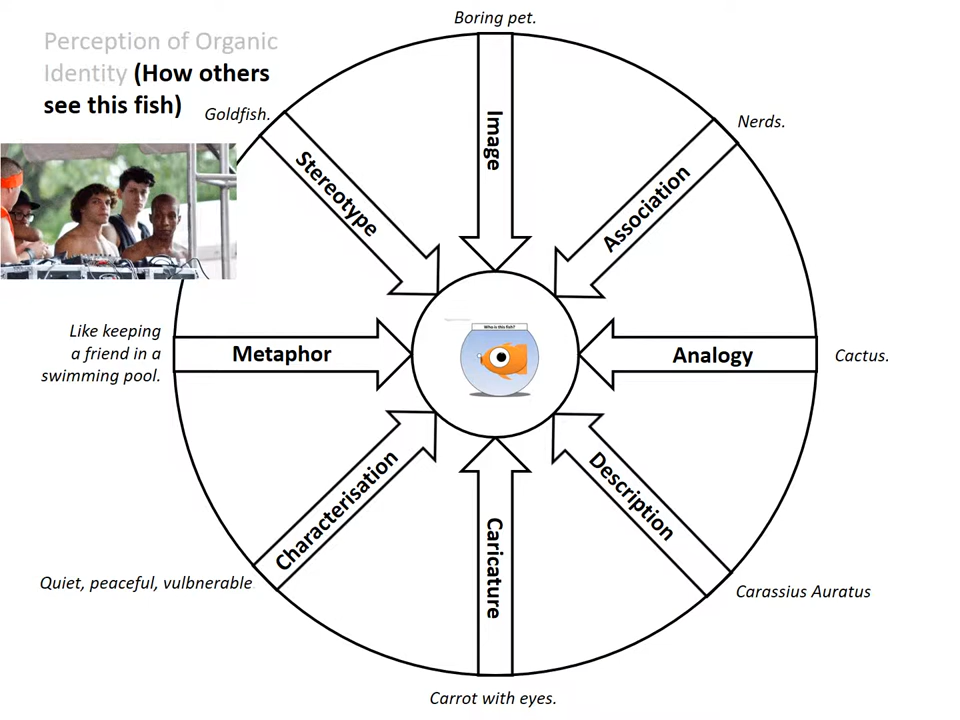 Boring pet.
Perception of Organic
Identity (How others
see this fish)
Goldfish.
Nerds.
Image
Stereotype
Association
Who is this fish?
Like keeping
a friend in a
swimming pool.
Metaphor
Analogy
Cactus.
Characterisation
Description
Caricature
Quiet, peaceful, vulbnerable
Carassius Auratus
Carrot with eyes.